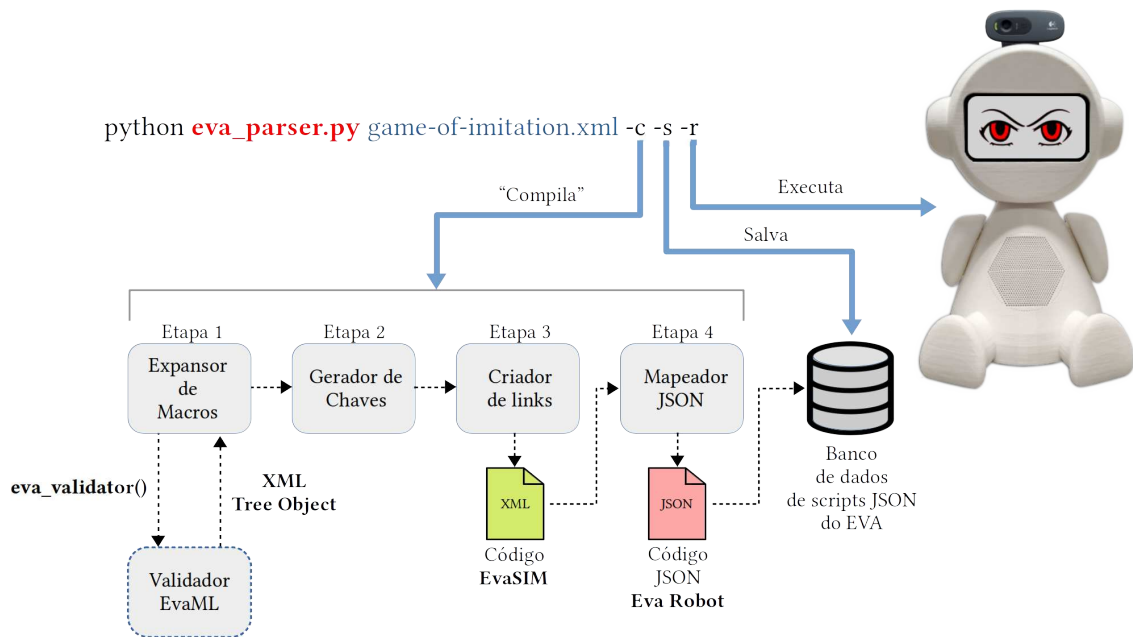 python eva_parser.py game-of-imitation.xml -c -s -r
“Compila”
Executa
Salva
Etapa 1
Etapa 2
Etapa 3
Etapa 4
Expansor
de
Macros
Gerador de
Chaves
Criador
de links
Mapeador
JSON
eva_validator()
XML
Tree Object
XML
JSON
Banco
de dados
de scripts JSON
do EVA
Código
EvaSIM
Código
JSON
Eva Robot
Validador
EvaML